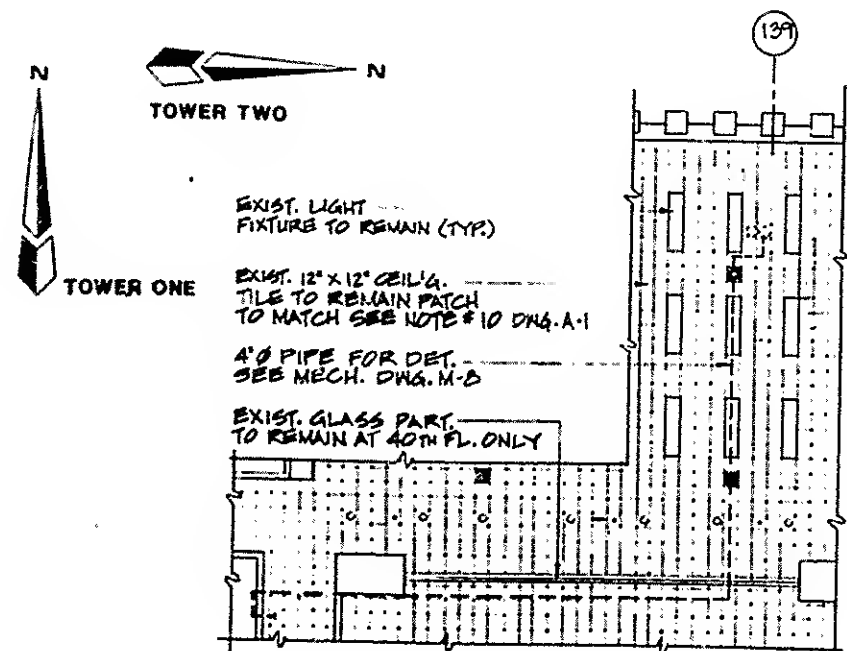 139
N
N
TOWER TWO
TOWER ONE
EXIST. LIGHT
FIXTURE TO REMAIN (TYP.)
EXIST. 12" X 12" CEIL'G.
TILE TO REMAIN PATCH
TO MATCH SEE NOTE # 10 DWG. A-1
4"Ø PIPE FOR DET.
SEE MECH. DWG. M-8
EXIST. GLASS PART.
TO REMAIN AT 40TH FL. ONLY